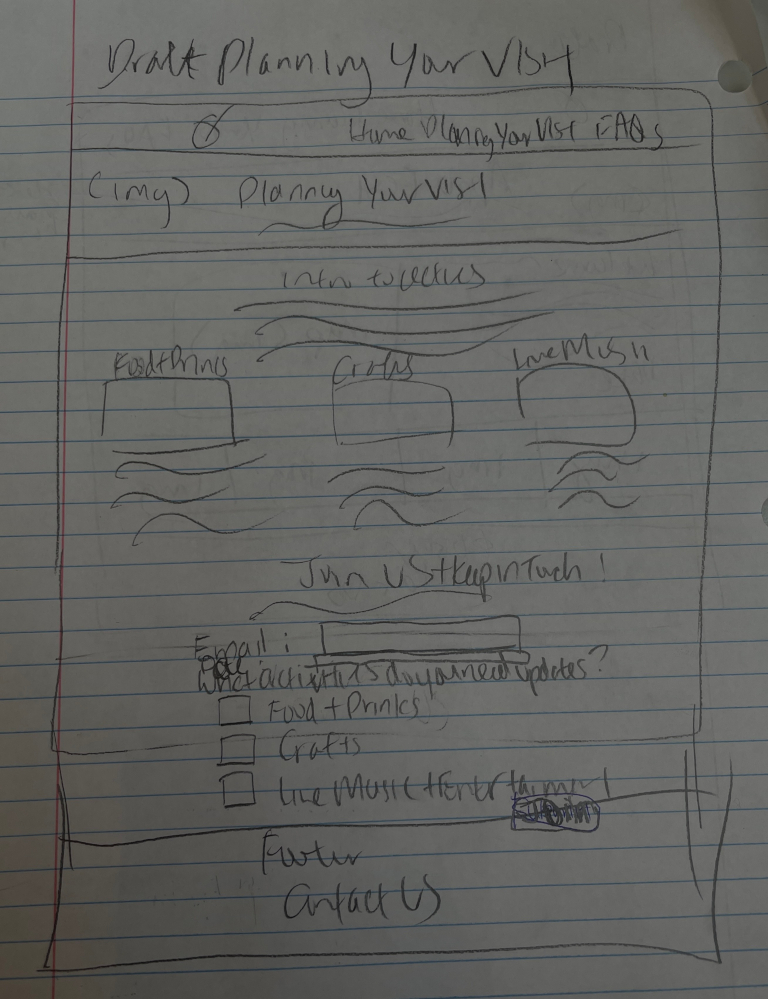 Draft Planning Your Visit
Home Planning Your Visit FAQs
(img) Planning Your Visit
intro to
Food + Drinks Crafts Live Music
Join us + Keep in Touch!
Email:
What activities do you need updates?
Food + Drinks
Crafts
Live Music + Entertainment
Footer
Contact Us